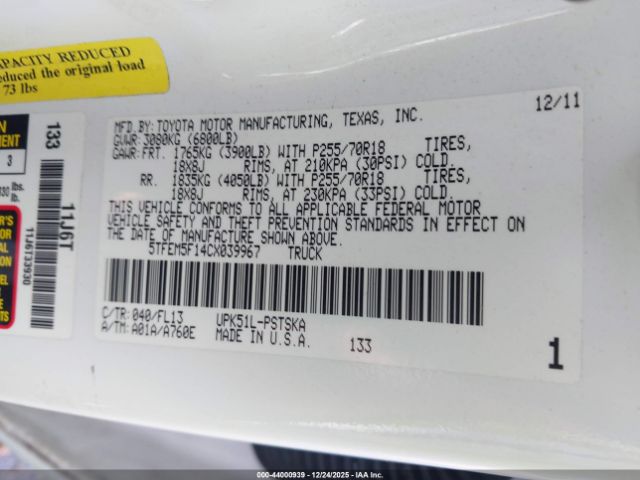 APACITY REDUCED
educed the original load
73 lbs
133
11J6T
11J6T33930
3
MFD.BY: TOYOTA MOTOR MANUFACTURING, TEXAS, INC. 12/11
GVWR: 3080KG (6800LB)
GAWR: FRT. 1765KG (3900LB) WITH P255/70R18 TIRES,
18X8J RIMS, AT 210KPA (30PSI) COLD.
RR. 1835KG (4050LB) WITH P255/70R18 TIRES,
18X8J RIMS, AT 230KPA (33PSI) COLD.
THIS VEHICLE CONFORMS TO ALL APPLICABLE FEDERAL MOTOR
VEHICLE SAFETY AND THEFT PREVENTION STANDARDS IN EFFECT ON
THE DATE OF MANUFACTURE SHOWN ABOVE.
5TFEM5F14CX039967 TRUCK
C/TR: 040/FL13 UPK51L-PSTSKA
A/TM: A01A/A760E MADE IN U.S.A. 133 1
000-44000939 - 12/24/2025 - IAA Inc.